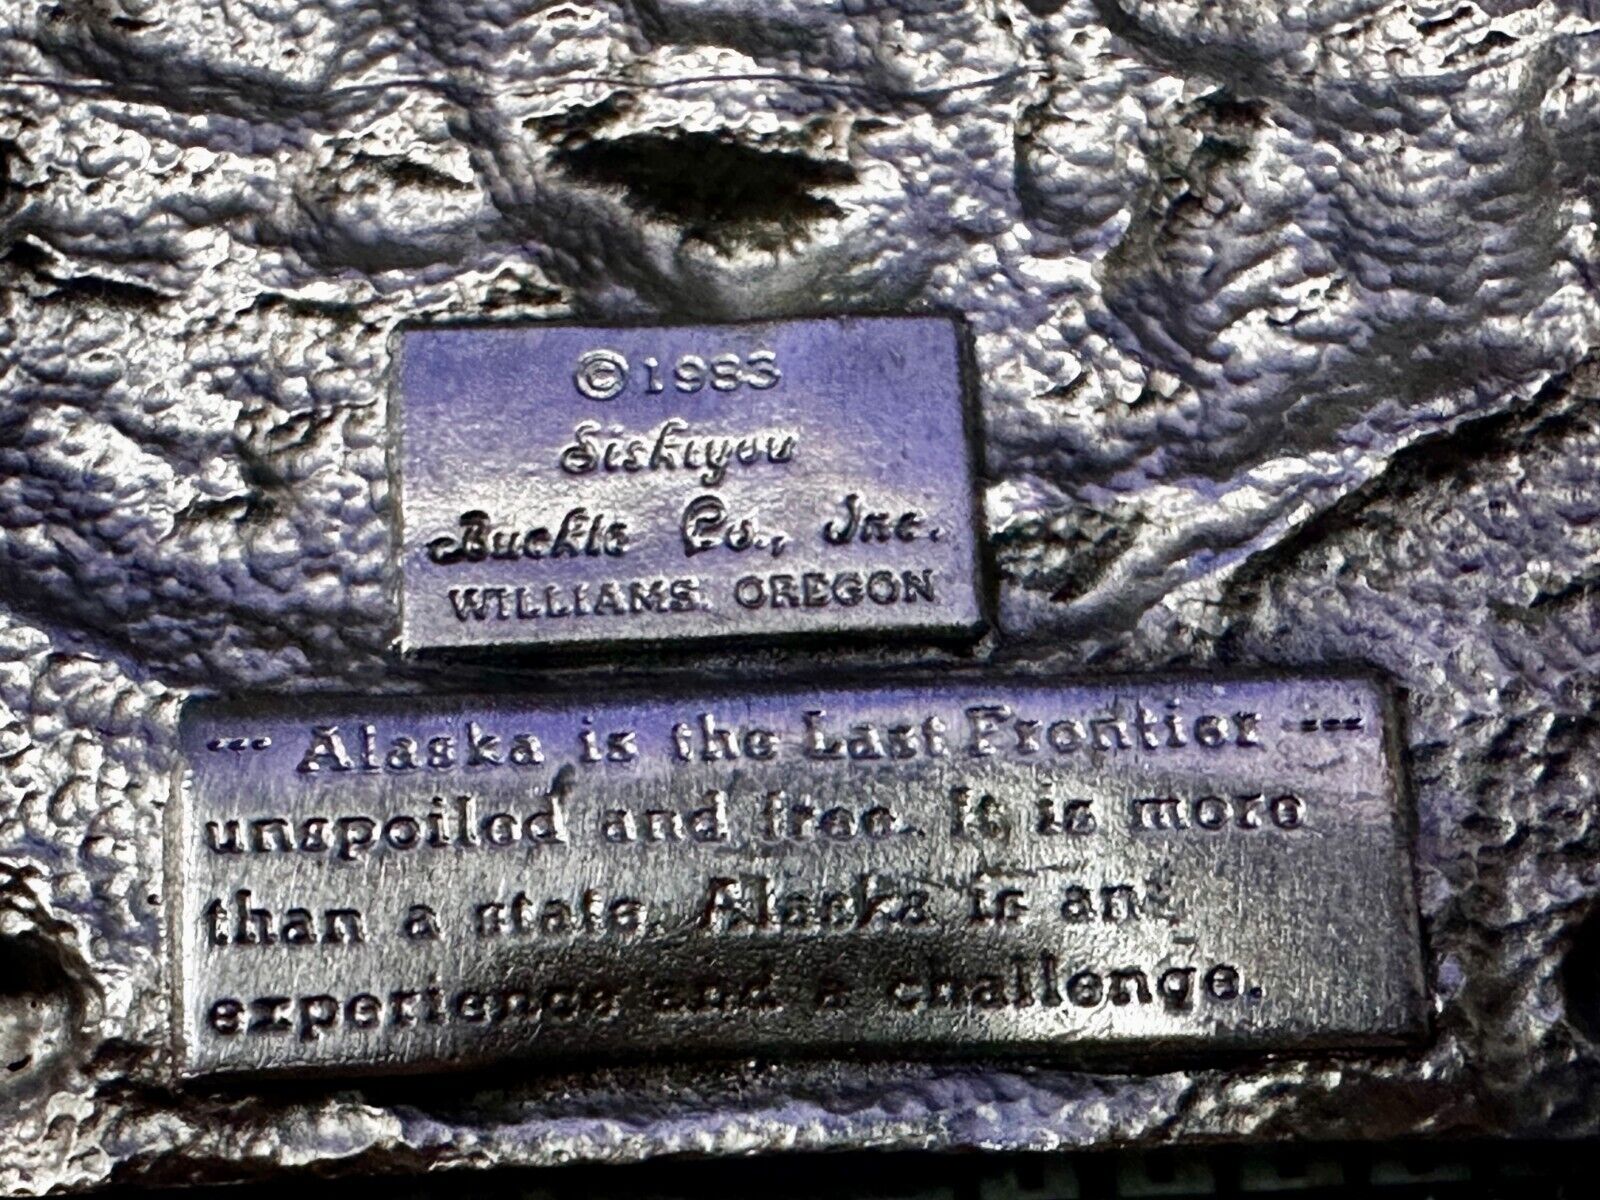 © 1983
Siskiyou
Buckle Co., Inc.
WILLIAMS, OREGON
--- Alaska is the Last Frontier ---
unspoiled and free. It is more
than a state, Alaska is an
experience and a challenge.